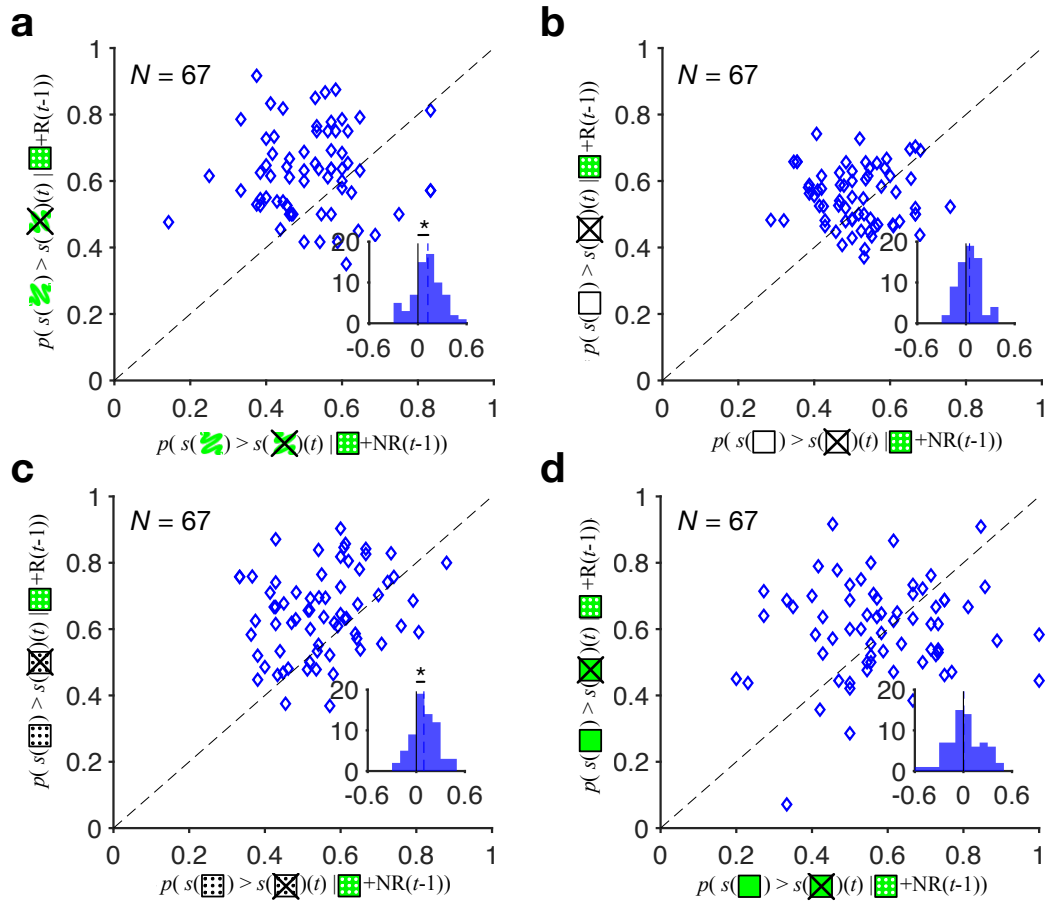 a
N = 67
p( s( ) > s( )(t) | +R(t-1))
1
0.8
0.6
0.4
0.2
0
0 0.2 0.4 0.6 0.8 1
*
20
10
0
-0.6 0 0.6
p( s( ) > s( )(t) | +NR(t-1))
b
N = 67
p( s( ) > s( )(t) | +R(t-1))
1
0.8
0.6
0.4
0.2
0
0 0.2 0.4 0.6 0.8 1
20
10
0
-0.6 0 0.6
p( s( ) > s( )(t) | +NR(t-1))
c
N = 67
p( s( ) > s( )(t) | +R(t-1))
1
0.8
0.6
0.4
0.2
0
0 0.2 0.4 0.6 0.8 1
*
20
10
0
-0.6 0 0.6
p( s( ) > s( )(t) | +NR(t-1))
d
N = 67
p( s( ) > s( )(t) | +R(t-1))
1
0.8
0.6
0.4
0.2
0
0 0.2 0.4 0.6 0.8 1
20
10
0
-0.6 0 0.6
p( s( ) > s( )(t) | +NR(t-1))